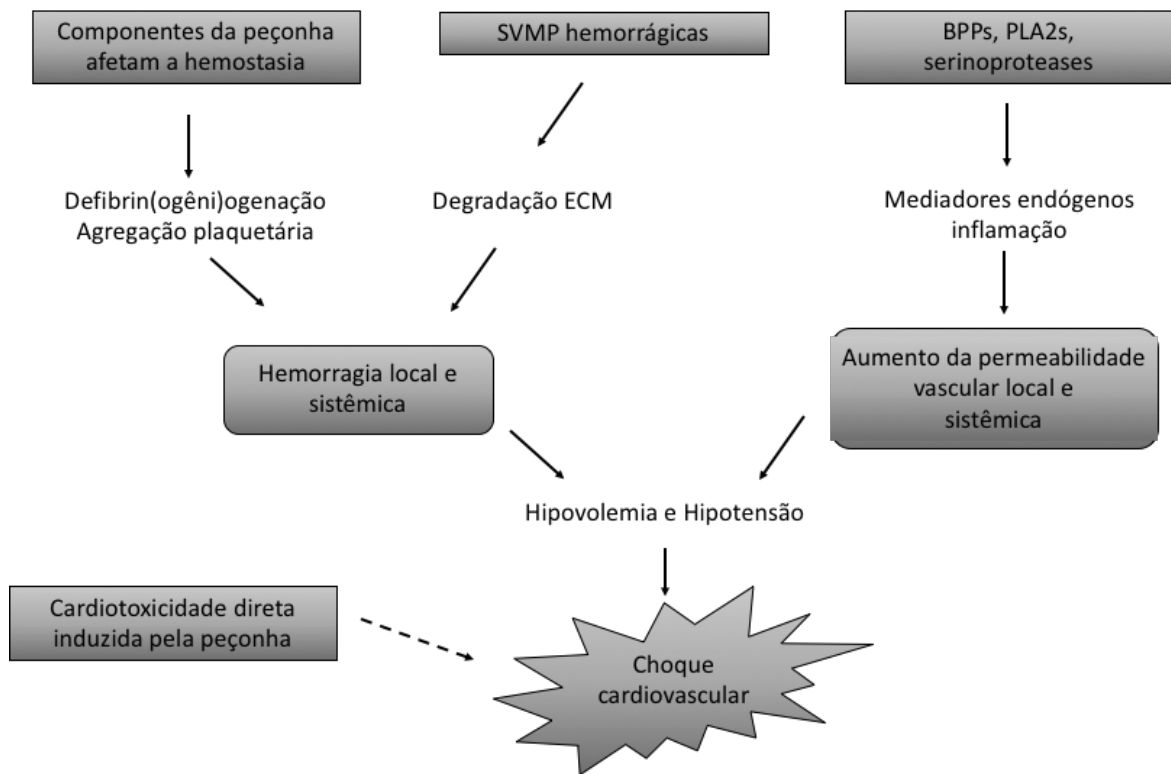 Componentes da peçonha
afetam a hemostasia
SVMP hemorrágicas
BPPs, PLA2s,
serinoproteases
Defibrin(ogêni)ogenação
Agregação plaquetária
Degradação ECM
Mediadores endógenos
inflamação
Hemorragia local e
sistêmica
Aumento da permeabilidade
vascular local e
sistêmica
Hipovolemia e Hipotensão
Cardiotoxicidade direta
induzida pela peçonha
Choque
cardiovascular